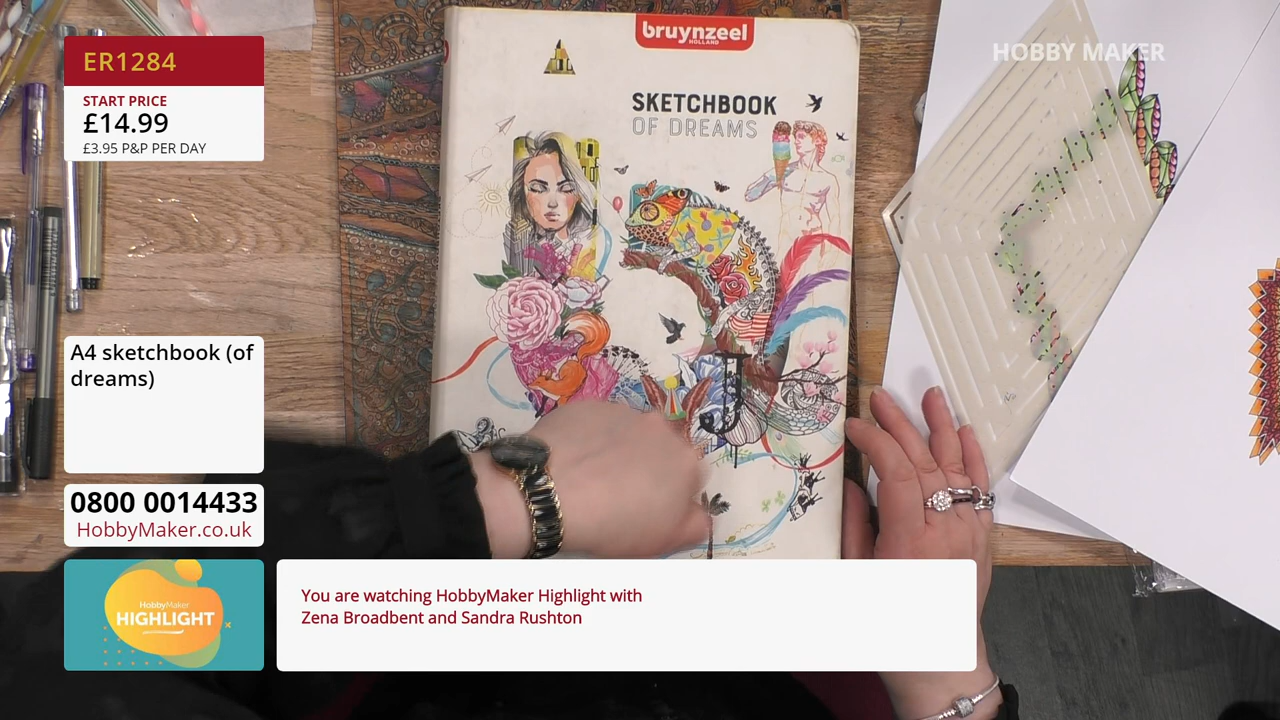 ER1284
START PRICE
£14.99
£3.95 P&P PER DAY
A4 sketchbook (of
dreams)
0800 0014433
HobbyMaker.co.uk
HobbyMaker
HIGHLIGHT
You are watching HobbyMaker Highlight with
Zena Broadbent and Sandra Rushton
HOBBY MAKER
bruynzeel
HOLLAND
SKETCHBOOK
OF DREAMS
J